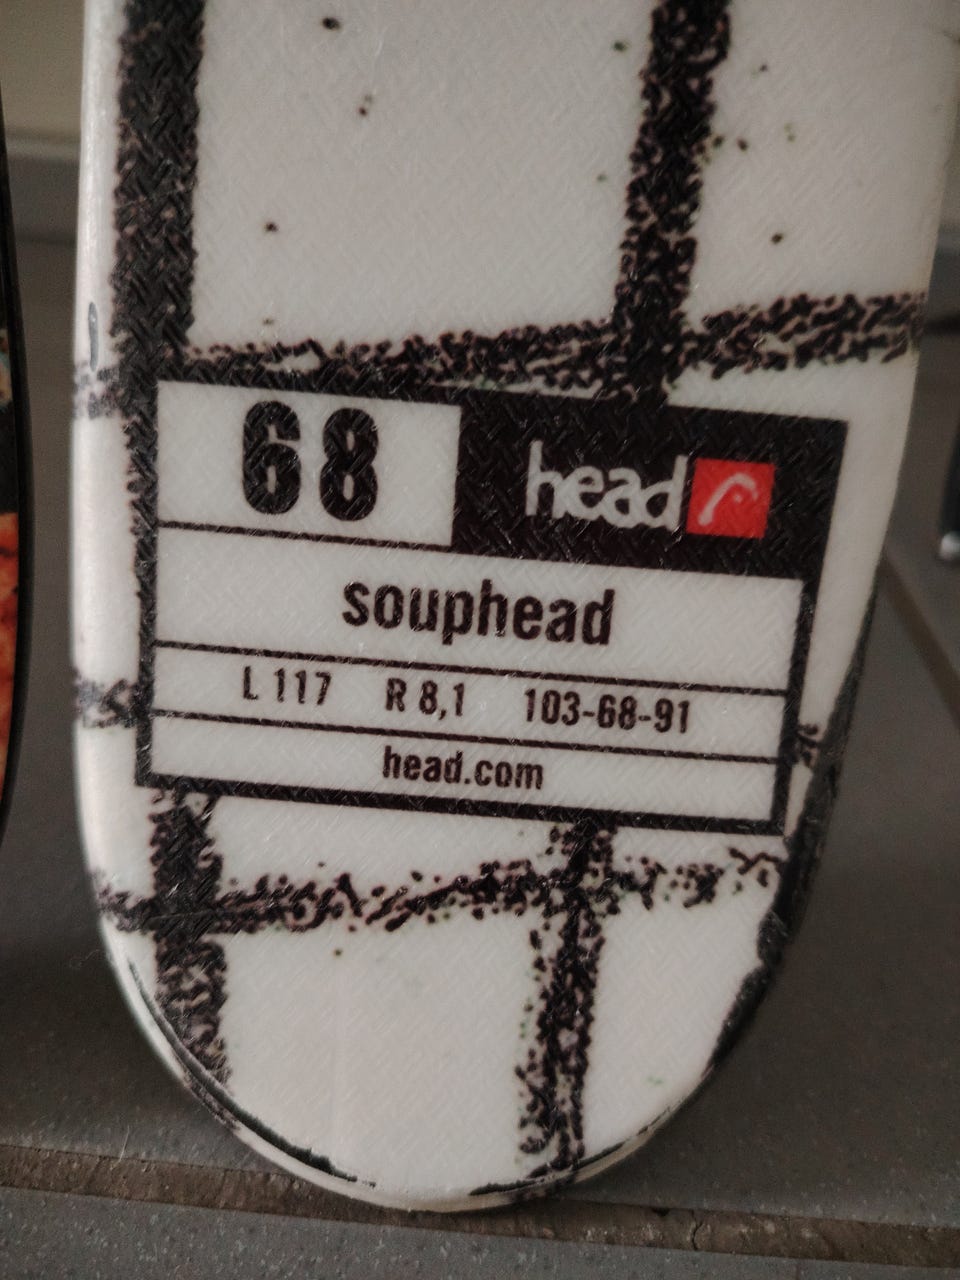 68 head
souphead
L 117 R 8,1 103-68-91
head.com